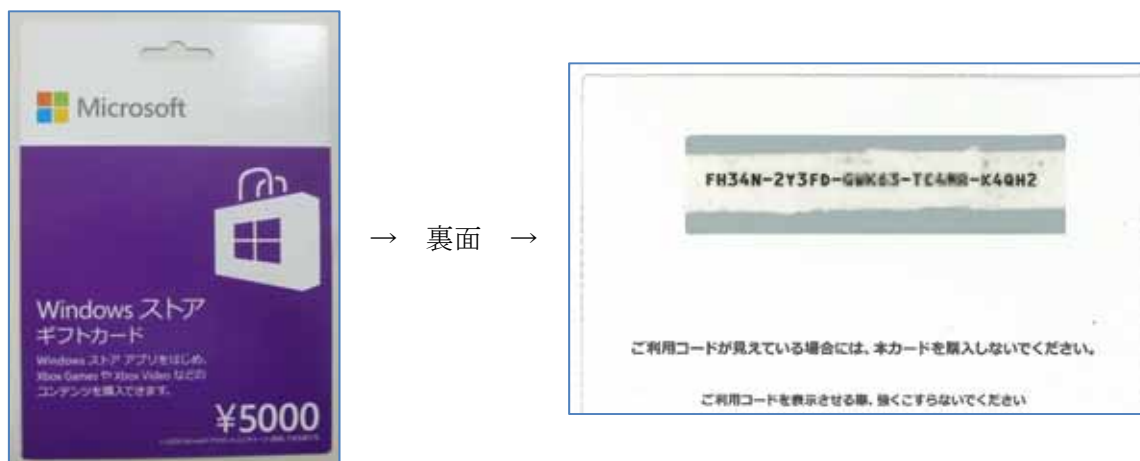 Microsoft
Windows ストア
ギフトカード
Windows ストア アプリをはじめ、
Xbox Games や Xbox Video などの
コンテンツを購入できます。
¥5000
→ 裏面 →
FH34N-2Y3FD- -K4QH2
ご利用コードが見えている場合には、本カードを購入しないでください。
ご利用コードを表示させる際、強くこすらないでください